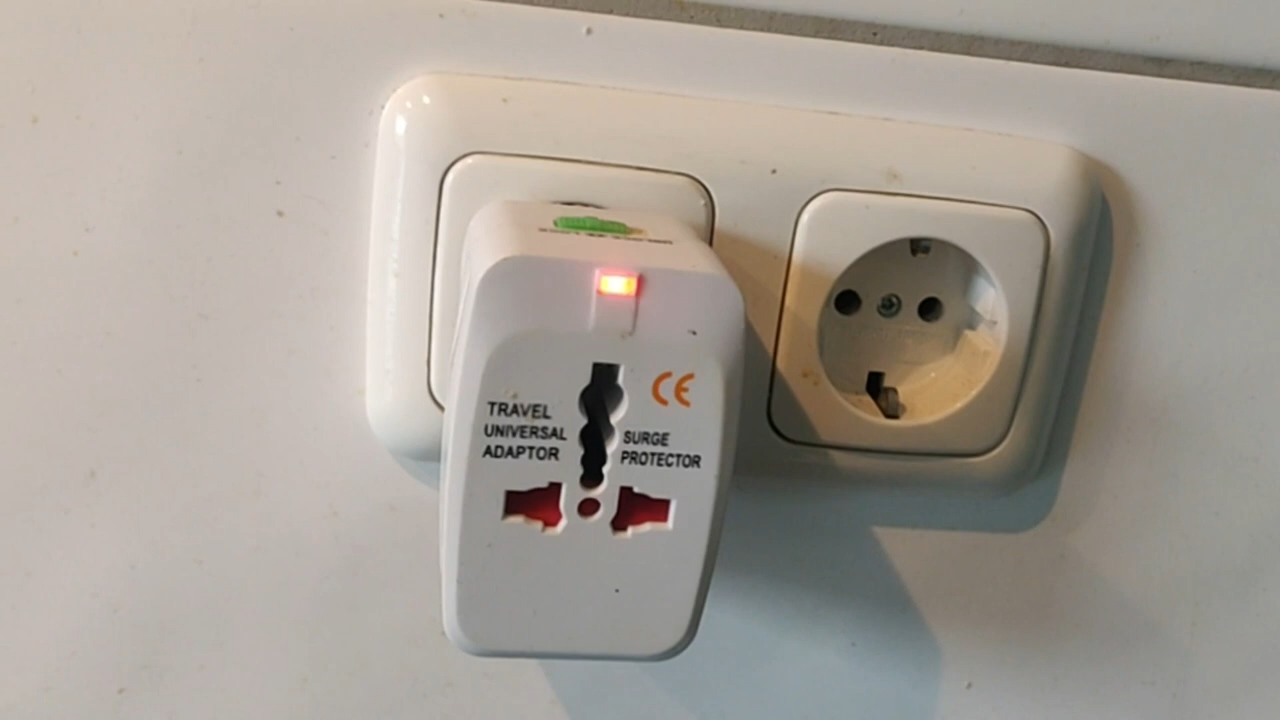 TRAVEL
UNIVERSAL
ADAPTOR
CE
SURGE
PROTECTOR